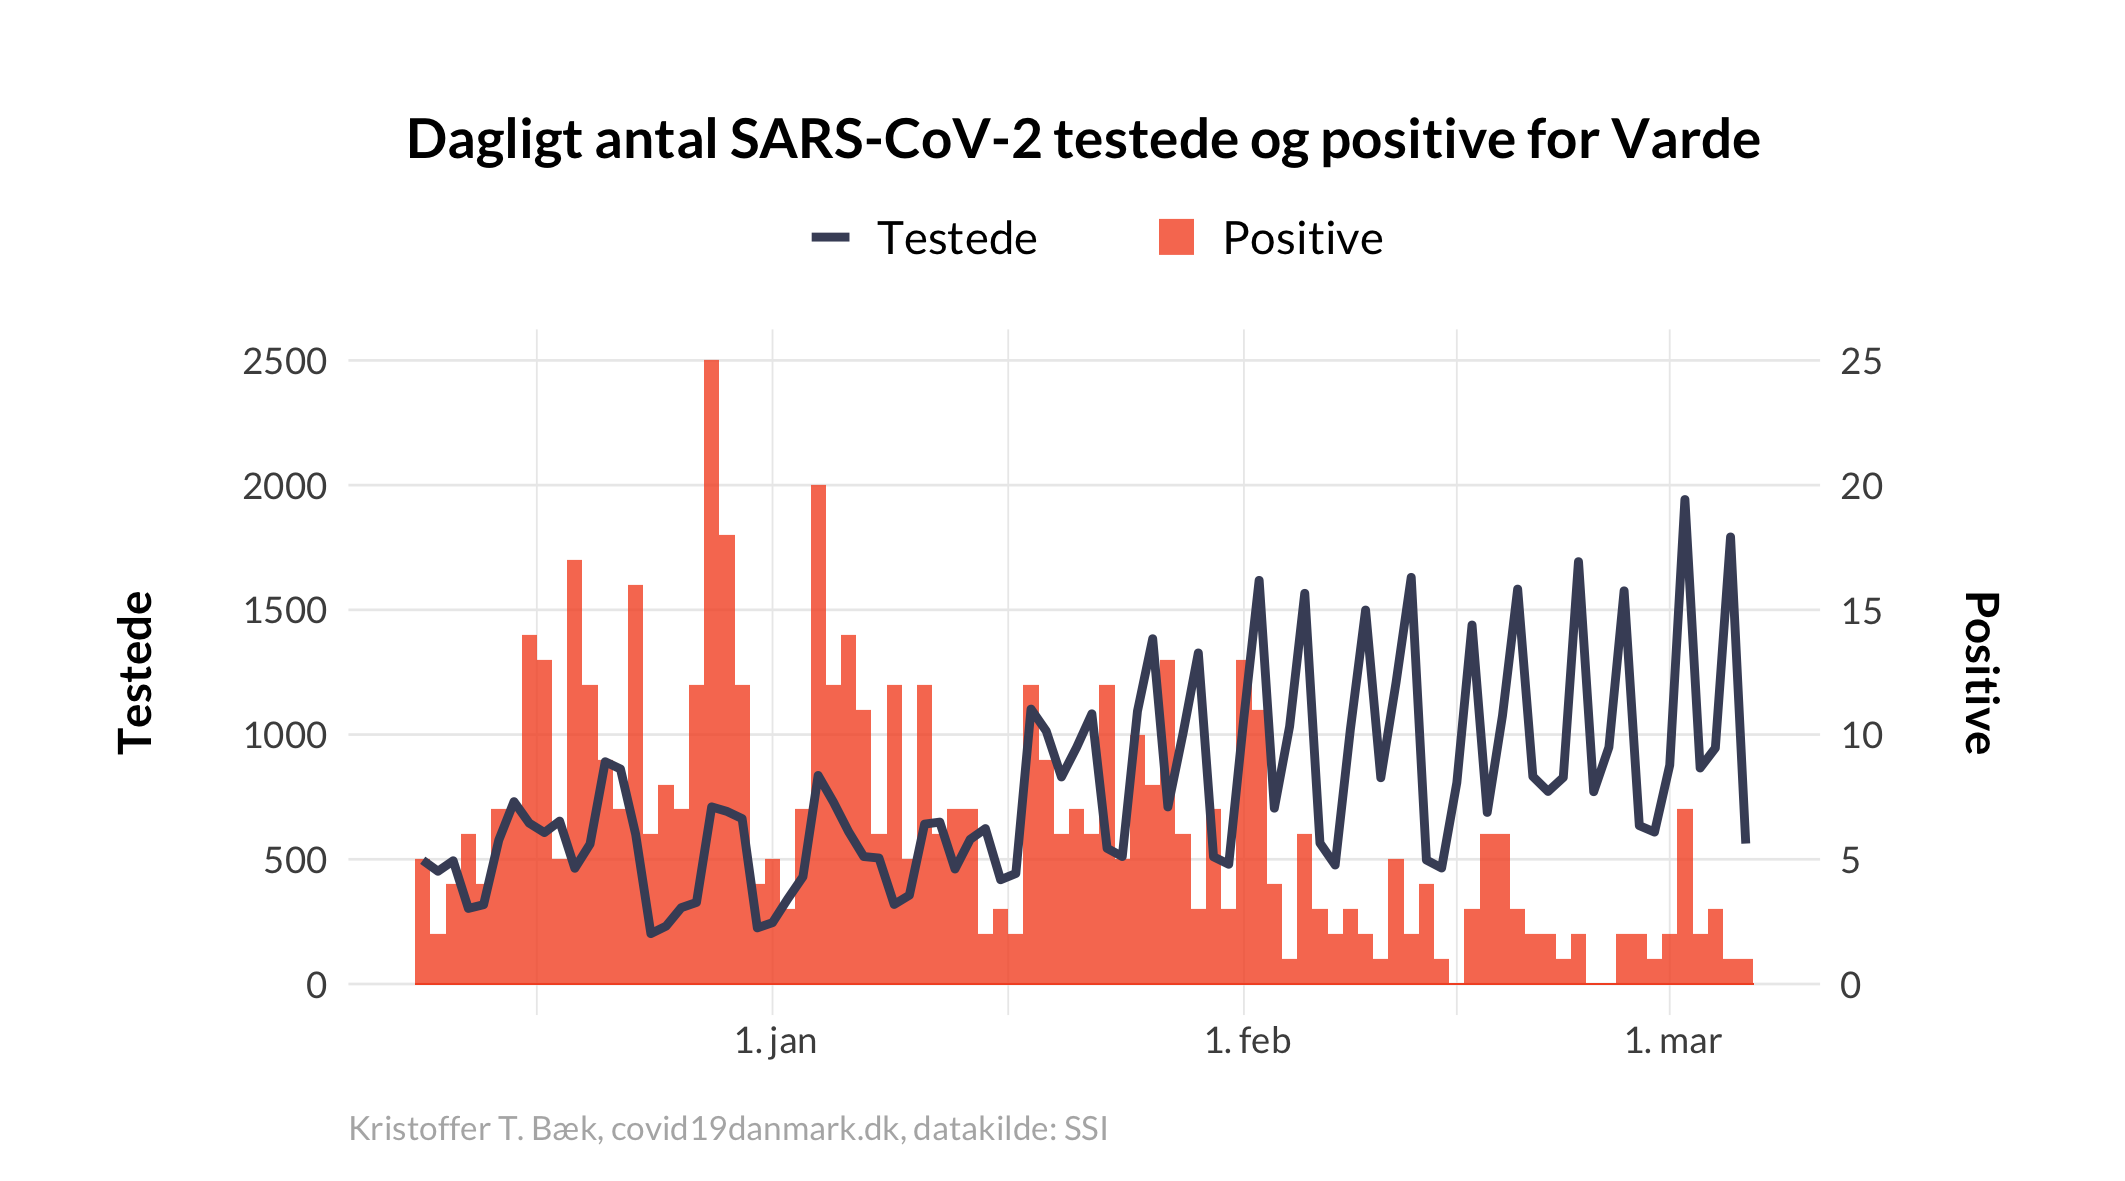 Dagligt antal SARS-CoV-2 testede og positive for Varde
Testede
Positive
2500
2000
1500
1000
500
0
Testede
25
20
15
10
5
0
Positive
1. jan
1. feb
1. mar
Kristoffer T. Bæk, covid19danmark.dk, datakilde: SSI